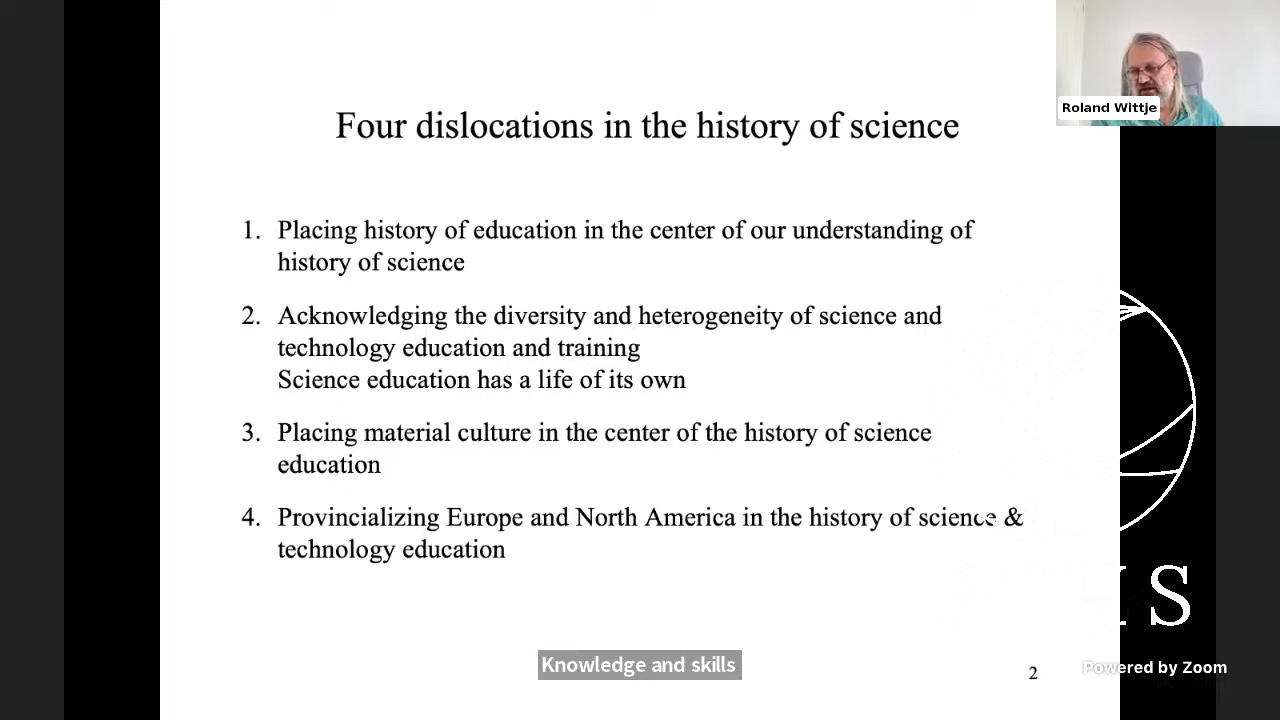 Roland Wittje
Four dislocations in the history of science
1. Placing history of education in the center of our understanding of
history of science
2. Acknowledging the diversity and heterogeneity of science and
technology education and training
Science education has a life of its own
3. Placing material culture in the center of the history of science
education
4. Provincializing Europe and North America in the history of science &
technology education
S
Knowledge and skills
2
Powered by Zoom